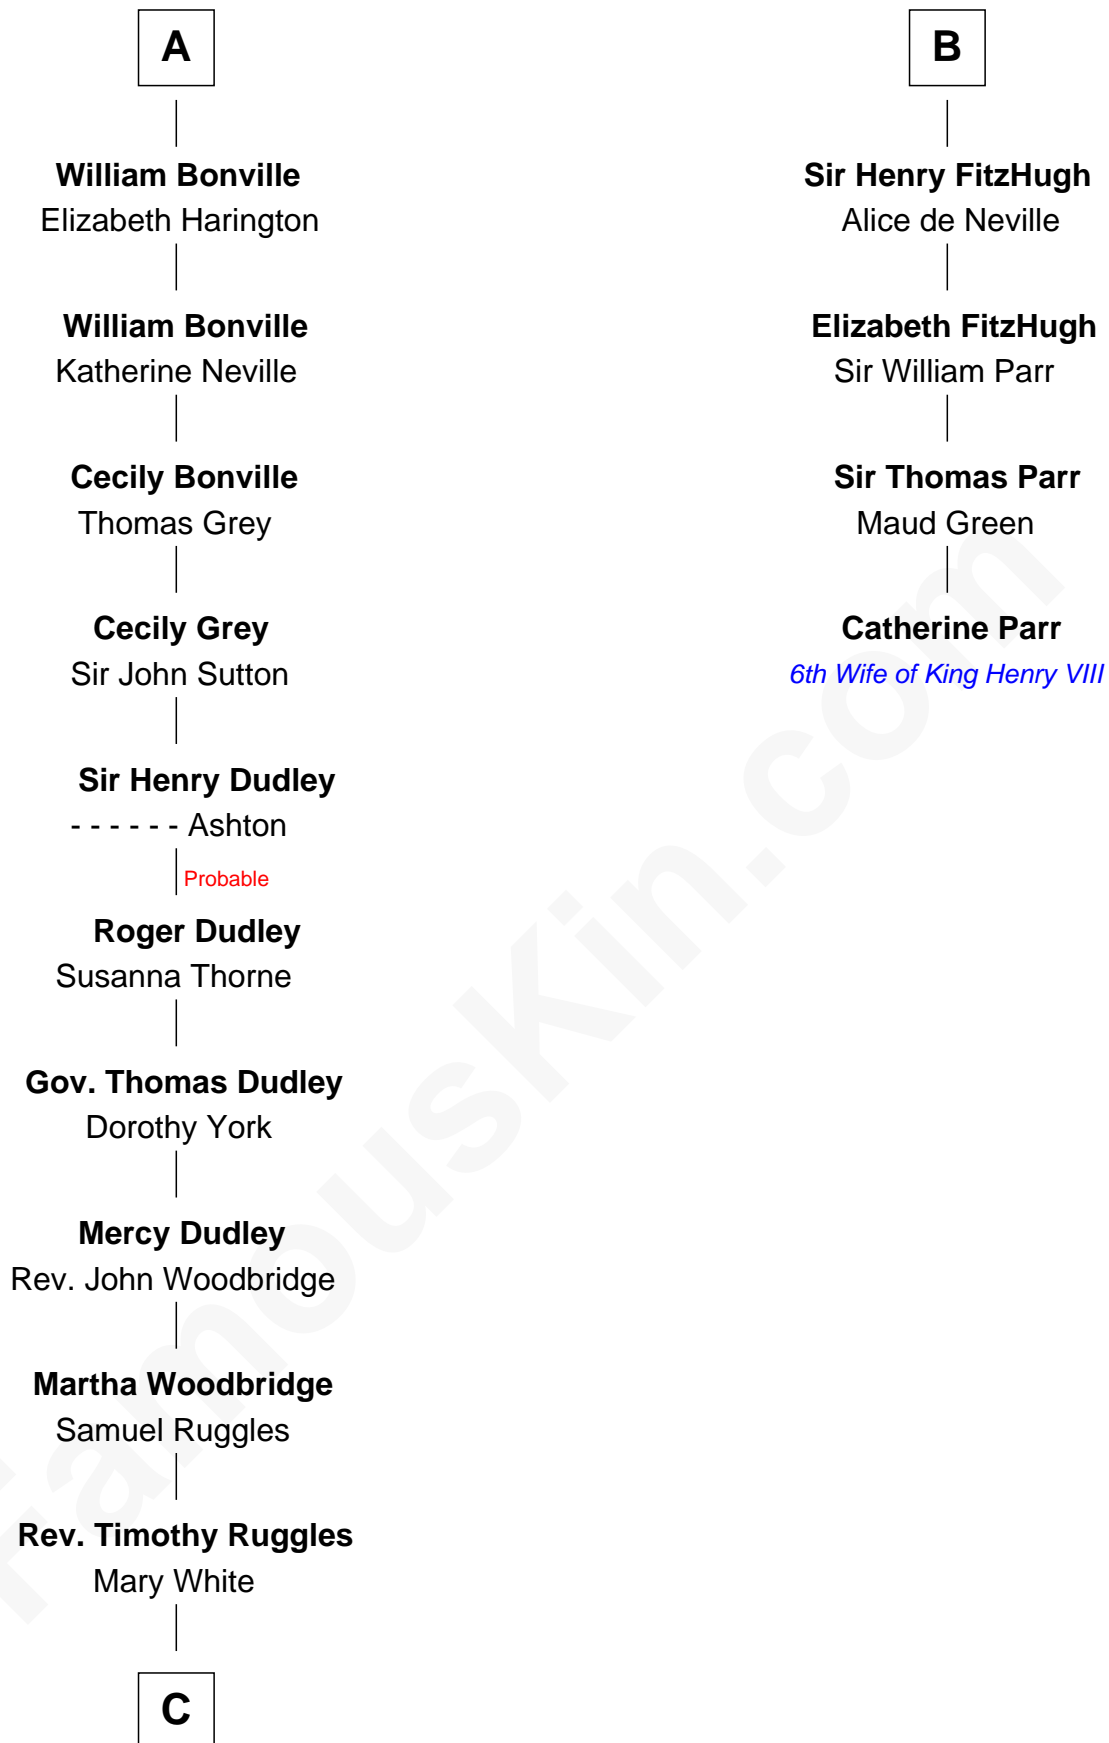 A
William Bonville
Elizabeth Harington
William Bonville
Katherine Neville
Cecily Bonville
Thomas Grey
Cecily Grey
Sir John Sutton
Sir Henry Dudley
- - - - - - Ashton
Probable
Roger Dudley
Susanna Thorne
Gov. Thomas Dudley
Dorothy York
Mercy Dudley
Rev. John Woodbridge
Martha Woodbridge
Samuel Ruggles
Rev. Timothy Ruggles
Mary White
C
B
Sir Henry FitzHugh
Alice de Neville
Elizabeth FitzHugh
Sir William Parr
Sir Thomas Parr
Maud Green
Catherine Parr
6th Wife of King Henry VIII
FamousKin.com